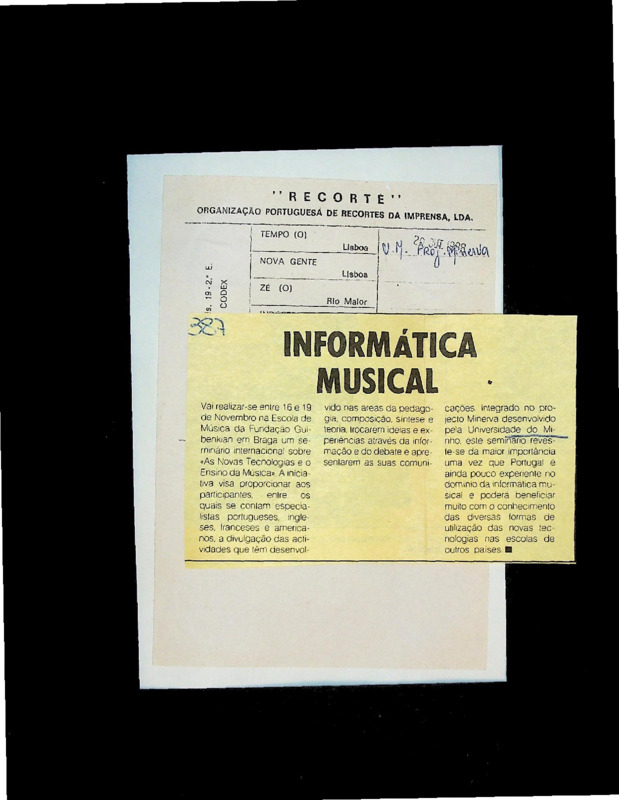 "RECORTE"
ORGANIZAÇÃO PORTUGUESA DE RECORTES DA IMPRENSA, LDA.
TEMPO (O)
Lisboa
NOVA GENTE
Lisboa
ZÉ (O)
Rio Maior
U.M. Proj. Minerva
s. 19-2.º E.
CODEX
387
INFORMÁTICA
MUSICAL
Vai realizar-se entre 16 e 19
de Novembro na Escola de
Música da Fundação Gul-
benkian em Braga um se-
minário internacional sobre
«As Novas Tecnologias e o
Ensino da Música». A inicia-
tiva visa proporcionar aos
participantes, entre os
quais se contam especia-
listas portugueses, ingle-
ses, franceses e america-
nos, a divulgação das acti-
vidades que têm desenvol-
vido nas áreas da pedago-
gia, composição, síntese e
teoria, trocarem ideias e ex-
periências através da infor-
mação e do debate e apre-
sentarem as suas comuni-
cações. Integrado no pro-
jecto Minerva desenvolvido
pela Universidade do Mi-
nho, este seminário reves-
te-se da maior importância
uma vez que Portugal é
ainda pouco experiente no
domínio da informática mu-
sical e poderá beneficiar
muito com o conhecimento
das diversas formas de
utilização das novas tec-
nologias nas escolas de
outros países ■